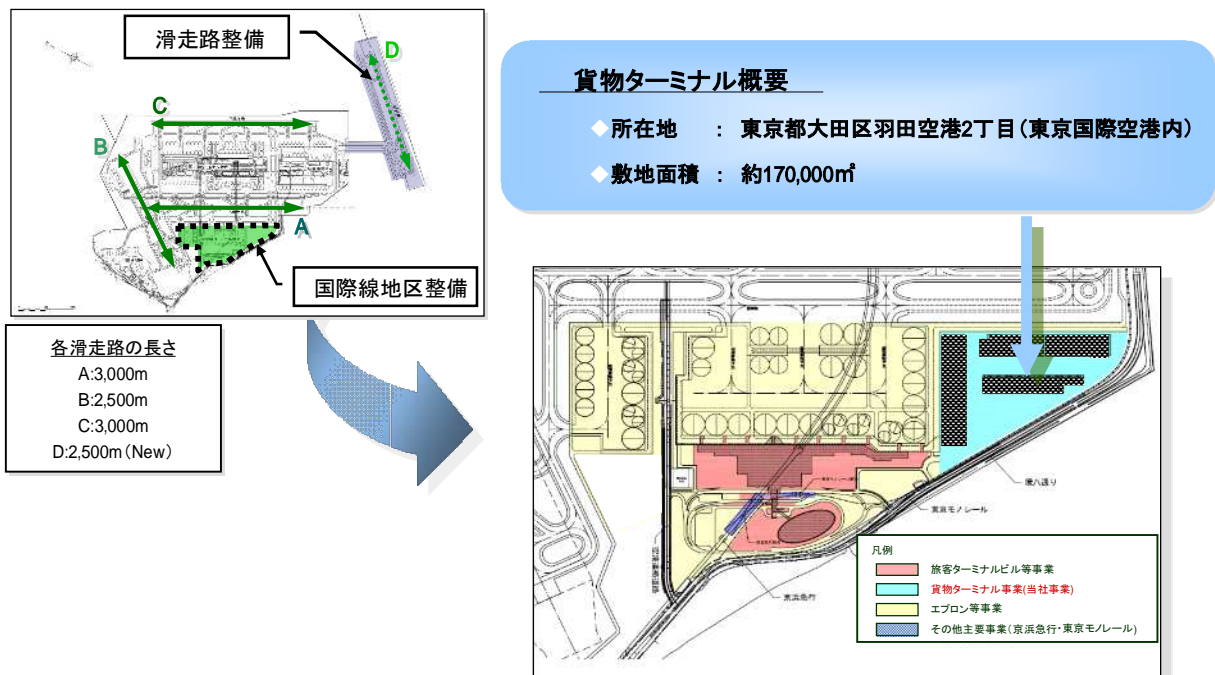 滑走路整備
D
C
B
A
国際線地区整備
各滑走路の長さ
A:3,000m
B:2,500m
C:3,000m
D:2,500m(New)
貨物ターミナル概要
◆所在地 : 東京都大田区羽田空港2丁目(東京国際空港内)
◆敷地面積 : 約170,000㎡
環八通り
東京モノレール
京浜急行
凡例
旅客ターミナルビル等事業
貨物ターミナル事業(当社事業)
エプロン等事業
その他主要事業(京浜急行・東京モノレール)